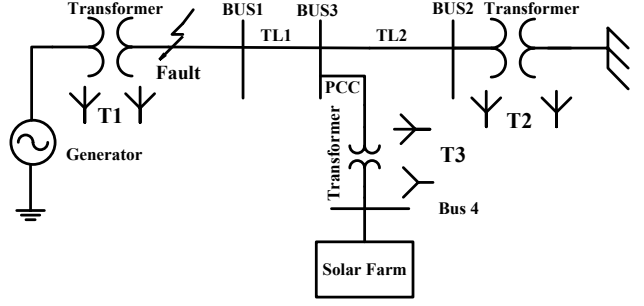 Transformer
BUS1
BUS3
BUS2
Transformer
TL1
TL2
Fault
PCC
T1
T2
Generator
Transformer
T3
Bus 4
Solar Farm